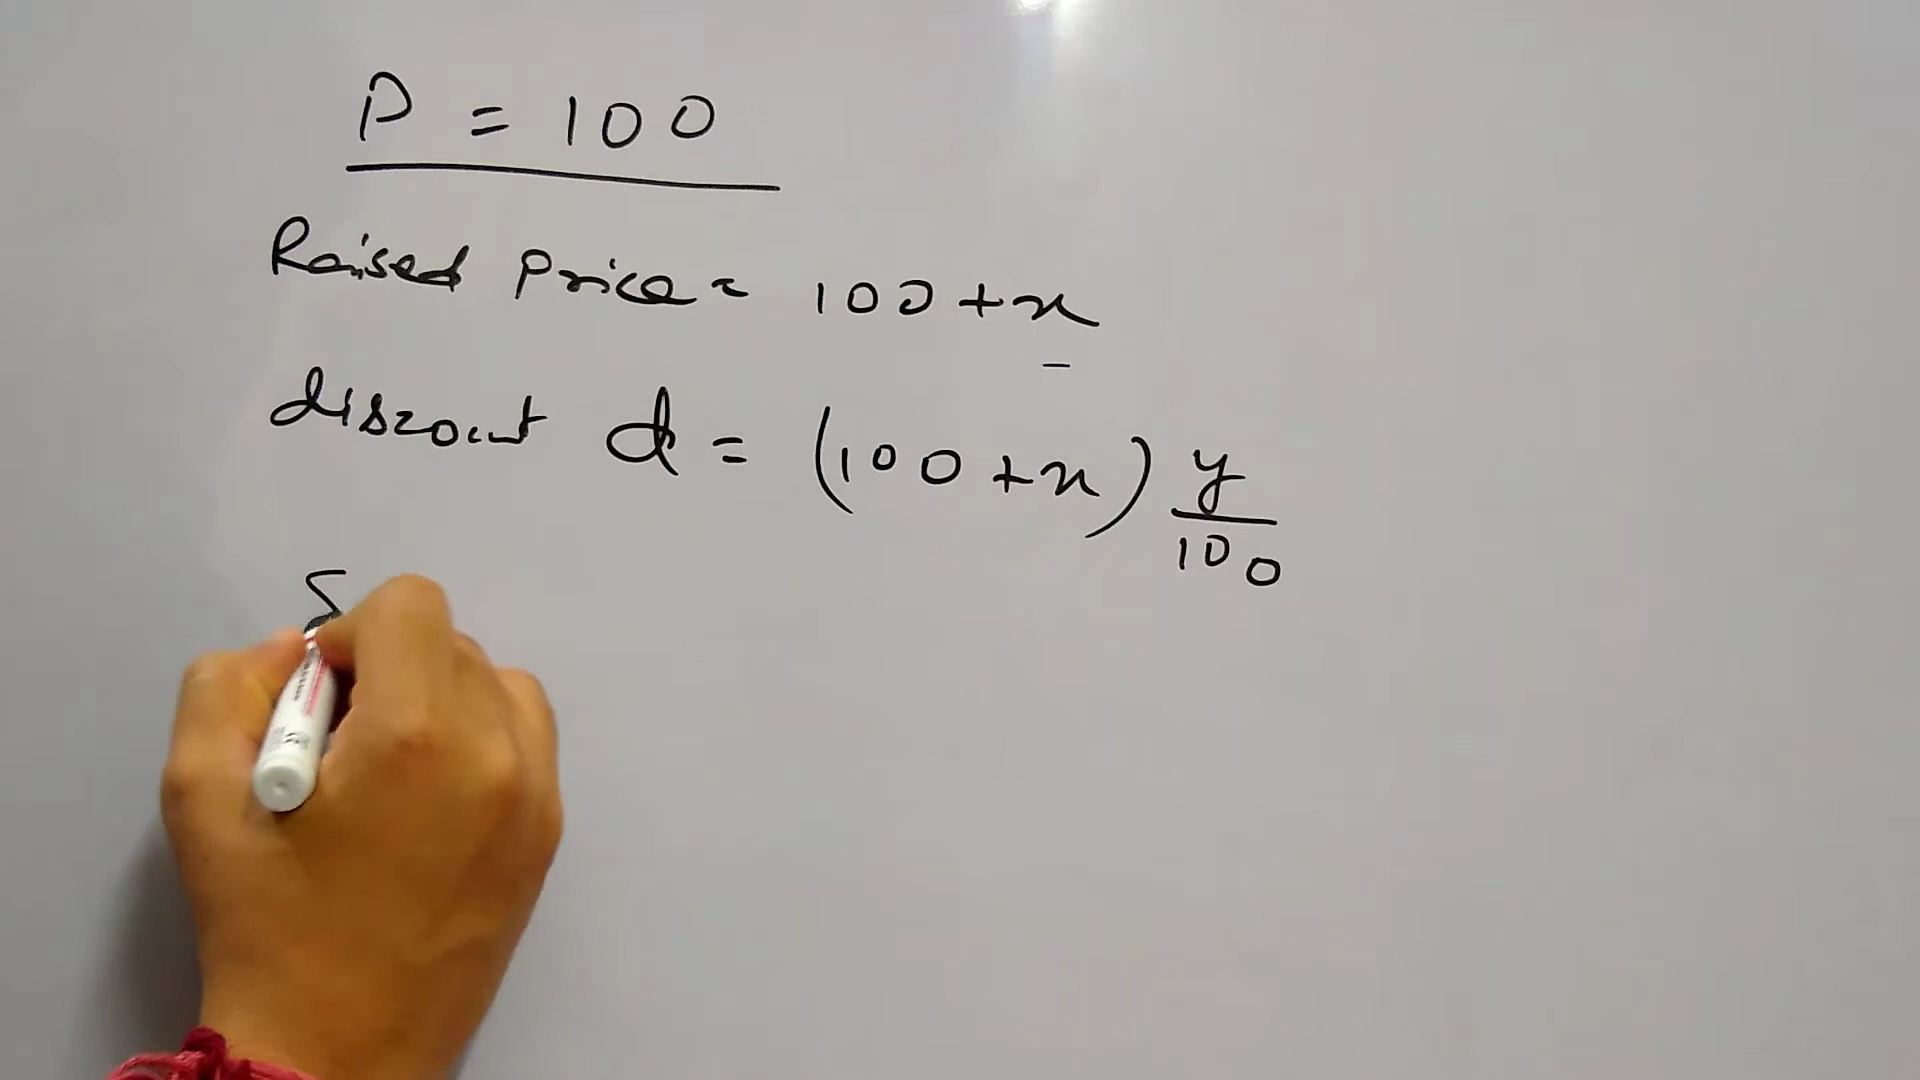 P = 100
Raised Price = 100 + x
discount d = (100 + x) y/100
S